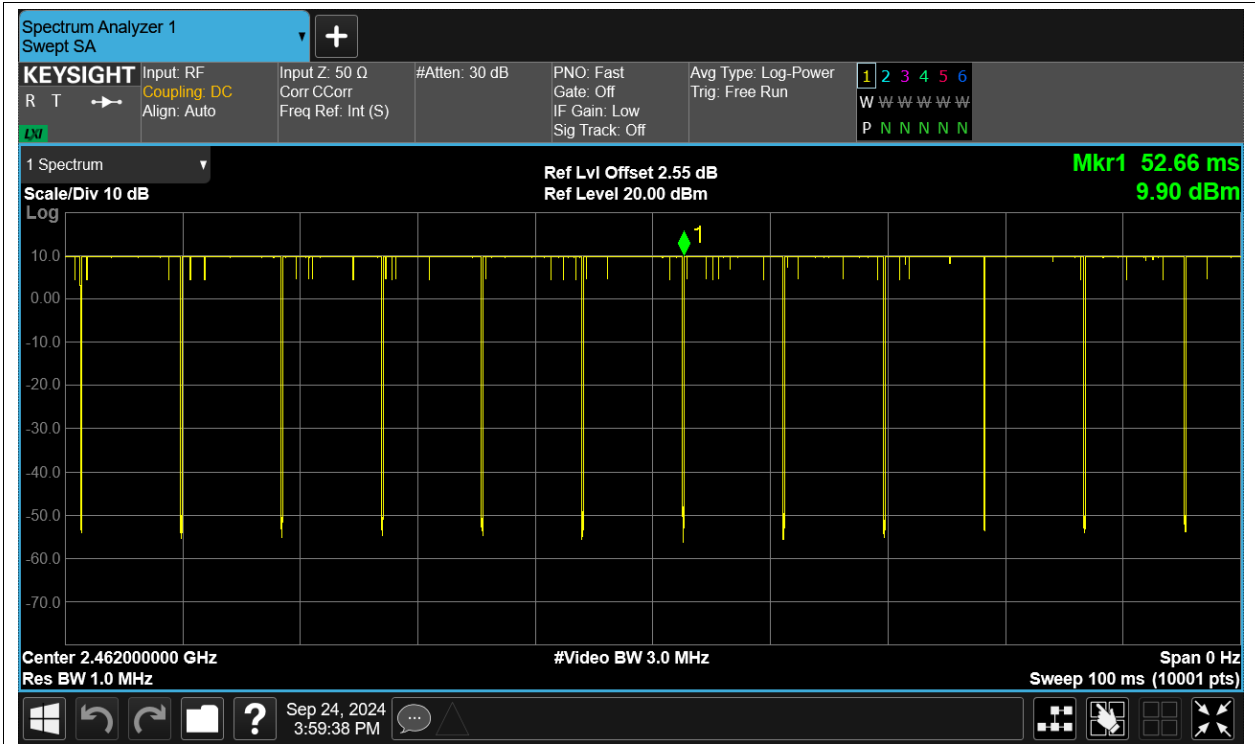 Spectrum Analyzer 1
Swept SA
KEYSIGHT
R T
LXI
Input: RF
Coupling: DC
Align: Auto
Input Z: 50 Ω
Corr CCorr
Freq Ref: Int (S)
#Atten: 30 dB
PNO: Fast
Gate: Off
IF Gain: Low
Sig Track: Off
Avg Type: Log-Power
Trig: Free Run
1 2 3 4 5 6
W W W W W W
P N N N N N
1 Spectrum
Scale/Div 10 dB
Log
Ref Lvl Offset 2.55 dB
Ref Level 20.00 dBm
Mkr1 52.66 ms
9.90 dBm
1
10.0
0.00
-10.0
-20.0
-30.0
-40.0
-50.0
-60.0
-70.0
Center 2.462000000 GHz
#Video BW 3.0 MHz
Span 0 Hz
Res BW 1.0 MHz
Sweep 100 ms (10001 pts)
?
Sep 24, 2024
3:59:38 PM